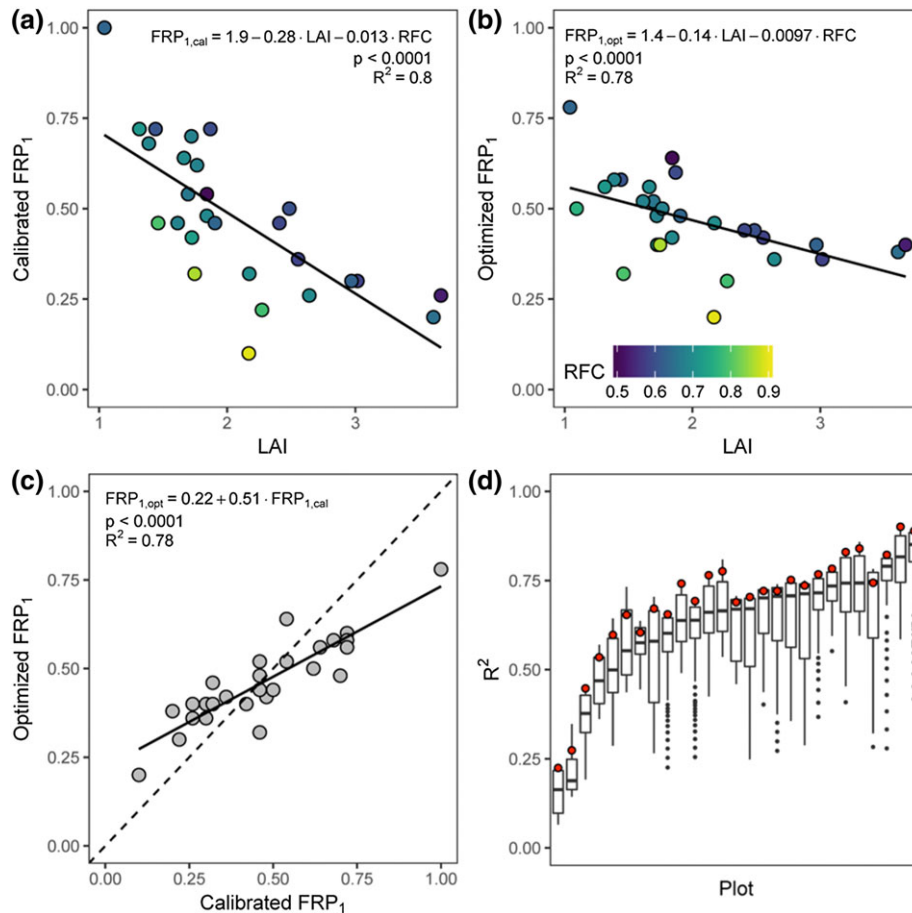 (a)
FRP1,cal = 1.9 − 0.28 · LAI − 0.013 · RFC
p < 0.0001
R² = 0.8
Calibrated FRP₁
1.00
0.75
0.50
0.25
0.00
1 2 3
LAI
(b)
FRP1,opt = 1.4 − 0.14 · LAI − 0.0097 · RFC
p < 0.0001
R² = 0.78
Optimized FRP₁
1.00
0.75
0.50
0.25
0.00
RFC
0.5 0.6 0.7 0.8 0.9
1 2 3
LAI
(c)
FRP1,opt = 0.22 + 0.51 · FRP1,cal
p < 0.0001
R² = 0.78
Optimized FRP₁
1.00
0.75
0.50
0.25
0.00
0.00 0.25 0.50 0.75 1.00
Calibrated FRP₁
(d)
R²
1.00
0.75
0.50
0.25
0.00
Plot